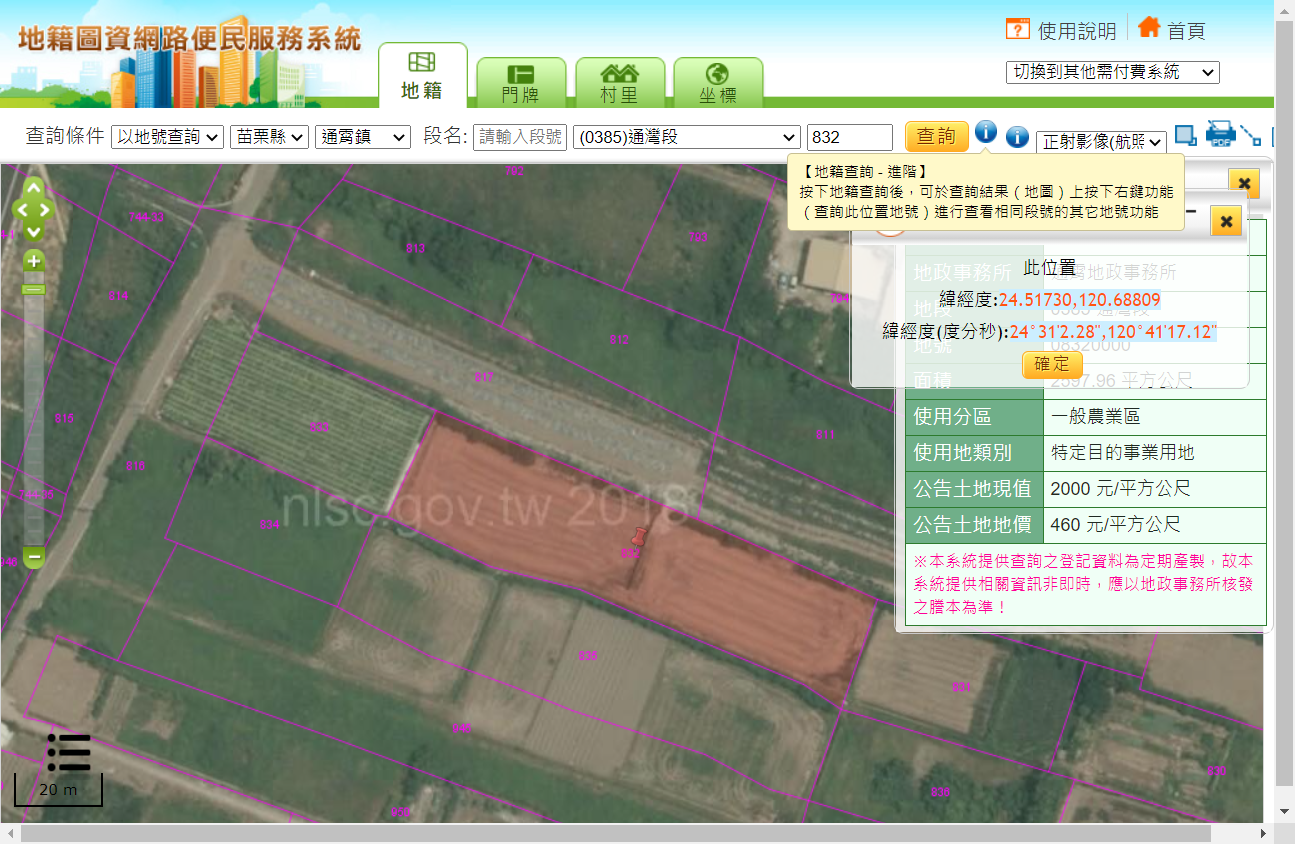 地籍圖資網路便民服務系統
地籍
門牌
村里
坐標
使用說明
首頁
切換到其他需付費系統
查詢條件 以地號查詢 苗栗縣 通霄鎮 段名: 請輸入段號 (0385)通灣段 832 查詢 正射影像(航照
【地籍查詢 - 進階】
按下地籍查詢後，可於查詢結果（地圖）上按下右鍵功能
（查詢此位置地號）進行查看相同段號的其它地號功能
此位置
緯經度:24.51730,120.68809
緯經度(度分秒):24°31'2.28",120°41'17.12"
確定
地政事務所 通霄地政事務所
地段 0385 通灣段
地號 08320000
面積 2597.96 平方公尺
使用分區 一般農業區
使用地類別 特定目的事業用地
公告土地現值 2000 元/平方公尺
公告土地地價 460 元/平方公尺
※本系統提供查詢之登記資料為定期產製，故本
系統提供相關資訊非即時，應以地政事務所核發
之謄本為準！
702
813
703
704
814
812
817
816
811
819
834
nlsc.gov.tw 2018
832
835
831
830
836
20 m
PDF